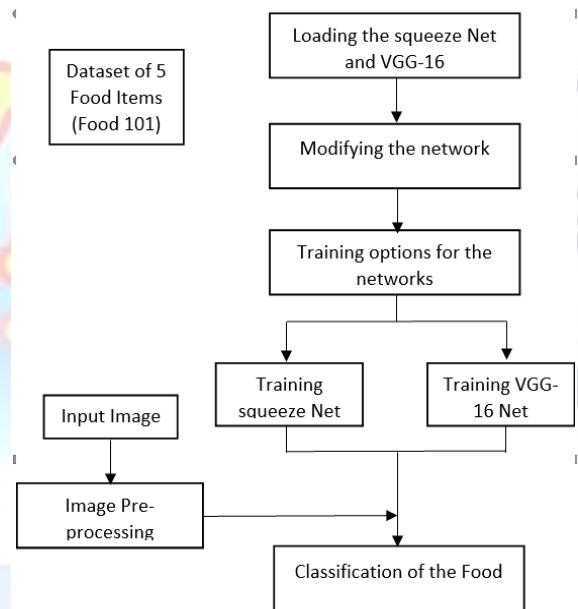 Loading the squeeze Net
and VGG-16
Dataset of 5
Food Items
(Food 101)
Modifying the network
Training options for the
networks
Training
squeeze Net
Training VGG-
16 Net
Input Image
Image Pre-
processing
Classification of the Food